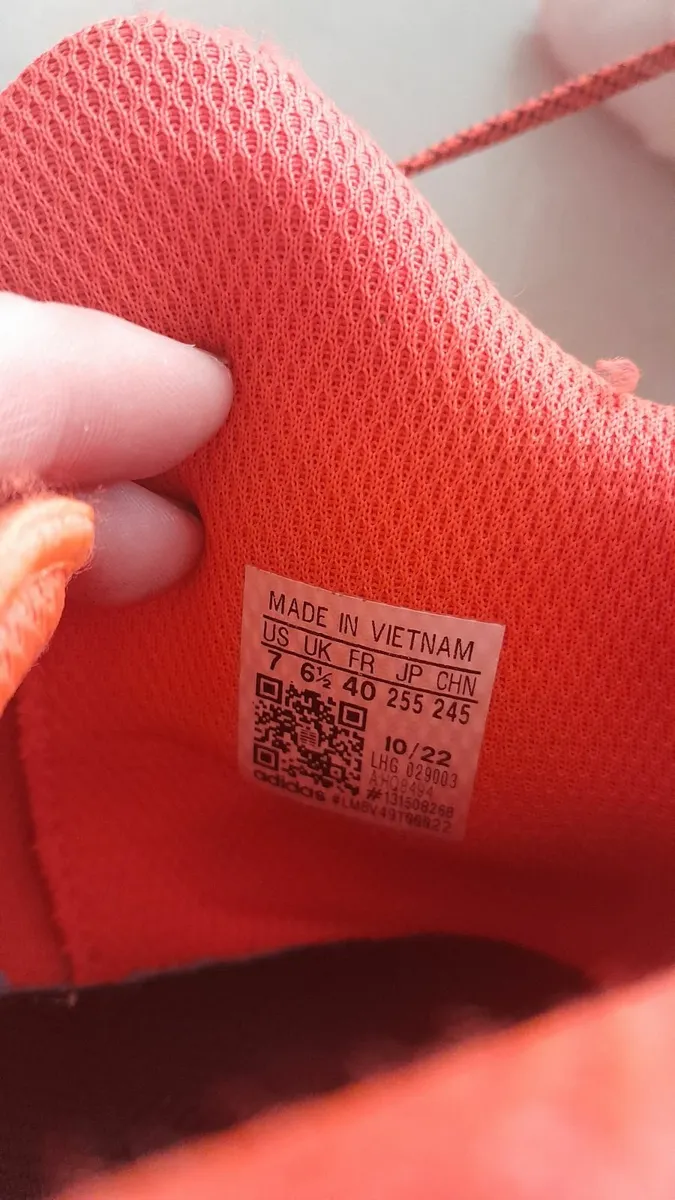 MADE IN VIETNAM
US UK FR JP CHN
7 6½ 40 255 245
10/22
LHG 029003
adidas